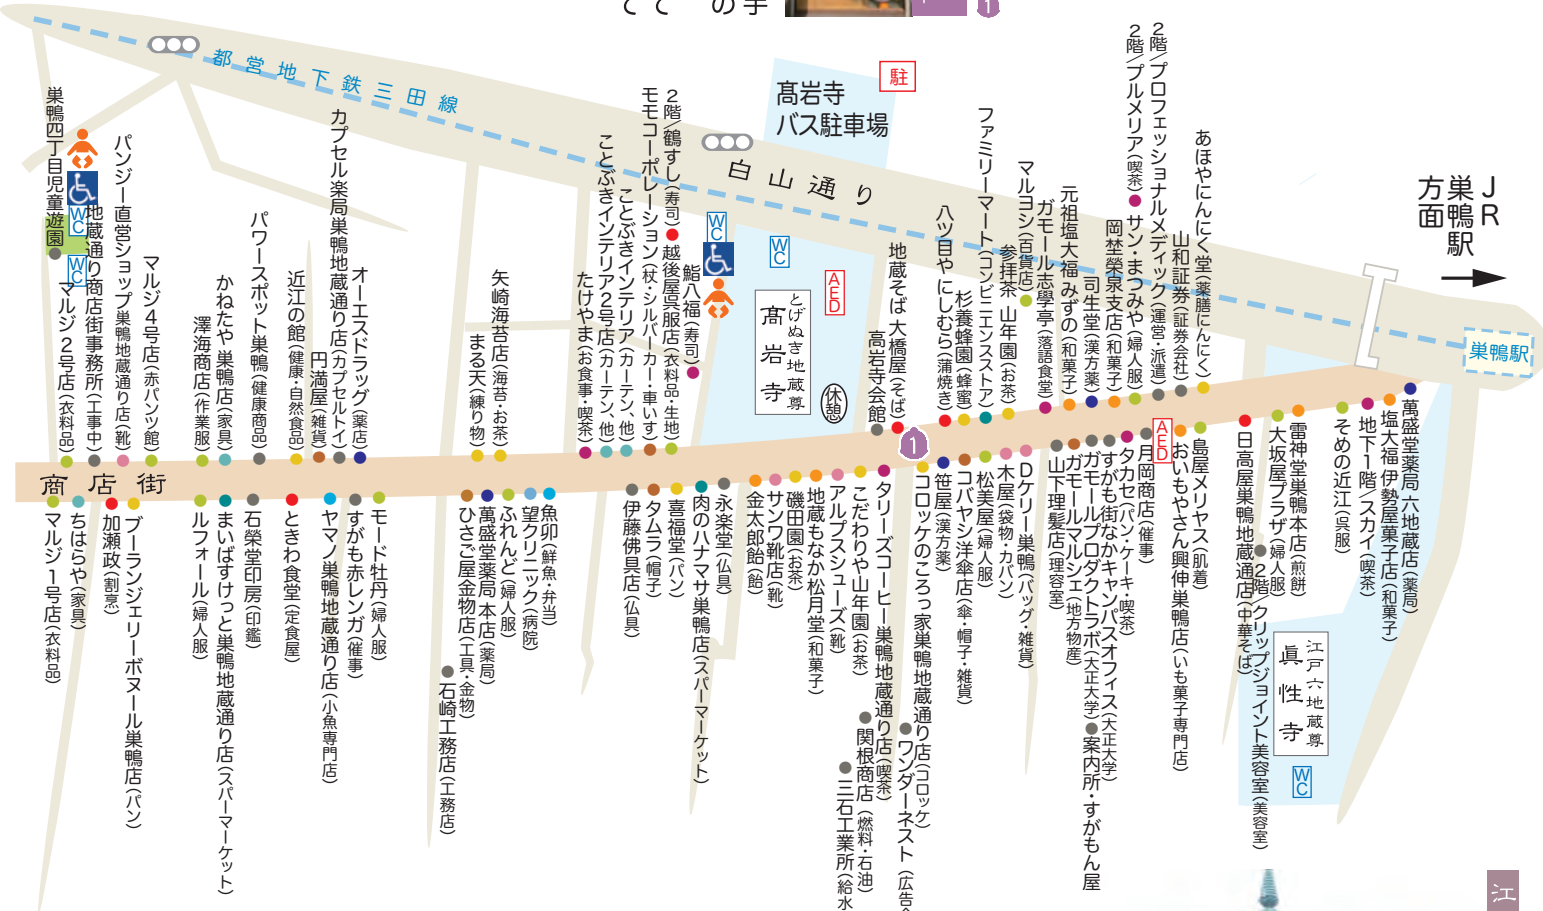 都営地下鉄三田線
白山通り
髙岩寺
バス駐車場
駐
JR
巣鴨駅
方面
巣鴨駅
商店街
巣鴨四丁目児童遊園
WC
WC
マルジ2号店(衣料品)
地蔵通り商店街事務所(工事中)
パンジー直営ショップ巣鴨地蔵通り店(靴)
マルジ4号店(赤パンツ館)
澤海商店(作業服)
かねたや 巣鴨店(家具)
パワースポット巣鴨(健康商品)
近江の館(健康・自然食品)
円満屋(雑貨)
カプセル楽局巣鴨地蔵通り店(カプセルトイ)
オーエスドラッグ(薬店)
まる天(練り物)
矢崎海苔店(海苔・お茶)
たけやま(お食事・喫茶)
ことぶきインテリア2号店(カーテン、他)
ことぶきインテリア(カーテン、他)
モモコーポレーション(杖・シルバーカー・車いす)
2階/鶴すし(寿司)
越後屋呉服店(衣料品・生地)
鮨八福(寿司)
WC
WC
AED
とげぬき地蔵尊
髙岩寺
休憩
高岩寺会館
地蔵そば 大橋屋(そば)
1
八ツ目や にしむら(蒲焼き)
杉養蜂園(蜂蜜)
ファミリーマート(コンビニエンスストア)
参拝茶 山年園(お茶)
マルヨシ(百貨店)
ガモール志學亭(落語食堂)
元祖塩大福 みずの(和菓子)
司生堂(漢方薬)
岡埜榮泉支店(和菓子)
2階/プルメリア(喫茶)
サン・まつみや(婦人服)
2階/プロフェッショナルメディック(運営・派遣)
山和証券(証券会社)
あほやにんにく堂(薬膳にんにく)
マルジ1号店(衣料品)
ちはらや(家具)
加瀬政(割烹)
ブーランジェリーボヌール巣鴨店(パン)
ルフォール(婦人服)
まいばすけっと巣鴨地蔵通り店(スーパーマーケット)
石榮堂印房(印鑑)
ときわ食堂(定食屋)
ヤマノ巣鴨地蔵通り店(小魚専門店)
すがも赤レンガ(催事)
モード牡丹(婦人服)
石崎工務店(工務店)
ひさご屋金物店(工具・金物)
萬盛堂薬局 本店(薬局)
ふれんど(婦人服)
望クリニック(病院)
魚卯(鮮魚・弁当)
伊藤佛具店(仏具)
タムラ(帽子)
喜福堂(パン)
肉のハナマサ巣鴨店(スパーマーケット)
永楽堂(仏具)
金太郎飴(飴)
サンワ靴店(靴)
磯田園(お茶)
地蔵もなか松月堂(和菓子)
アルプスシューズ(靴)
三石工業所(給水
こだわりや山年園(お茶)
関根商店(燃料・石油)
タリーズコーヒー 巣鴨地蔵通り店(喫茶)
ワンダーネスト(広告
コロッケのころっ家巣鴨地蔵通り店(コロッケ)
笹屋(漢方薬)
コバヤシ洋傘店(傘・帽子・雑貨)
松美屋(婦人服)
木屋(袋物・カバン)
Dケリー巣鴨(バッグ・雑貨)
山下理髪店(理容室)
ガモールマルシェ(地方物産)
ガモールプロダクトラボ(大正大学)
案内所・すがもん屋
すがも街なかキャンパスオフィス(大正大学)
タカセ(パン・ケーキ・喫茶)
月岡商店(催事)
AED
おいもやさん興伸巣鴨店(いも菓子専門店)
島屋メリヤス(肌着)
日高屋巣鴨地蔵通店(中華そば)
2階/クリップジョイント美容室(美容室)
大坂屋プラザ(婦人服)
雷神堂巣鴨本店(煎餅)
そめの近江(呉服)
地下1階/スカイ(喫茶)
塩大福 伊勢屋菓子店(和菓子)
萬盛堂薬局 六地蔵店(薬局)
江戸六地蔵尊
眞性寺
WC
江